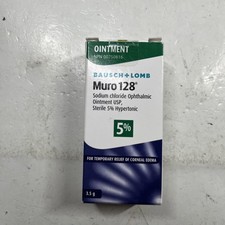 OINTMENT
BAUSCH + LOMB
Muro 128®
Sodium chloride Ophthalmic
Ointment USP,
Sterile 5% Hypertonic
5%
FOR TEMPORARY RELIEF OF CORNEAL EDEMA
3.5 g